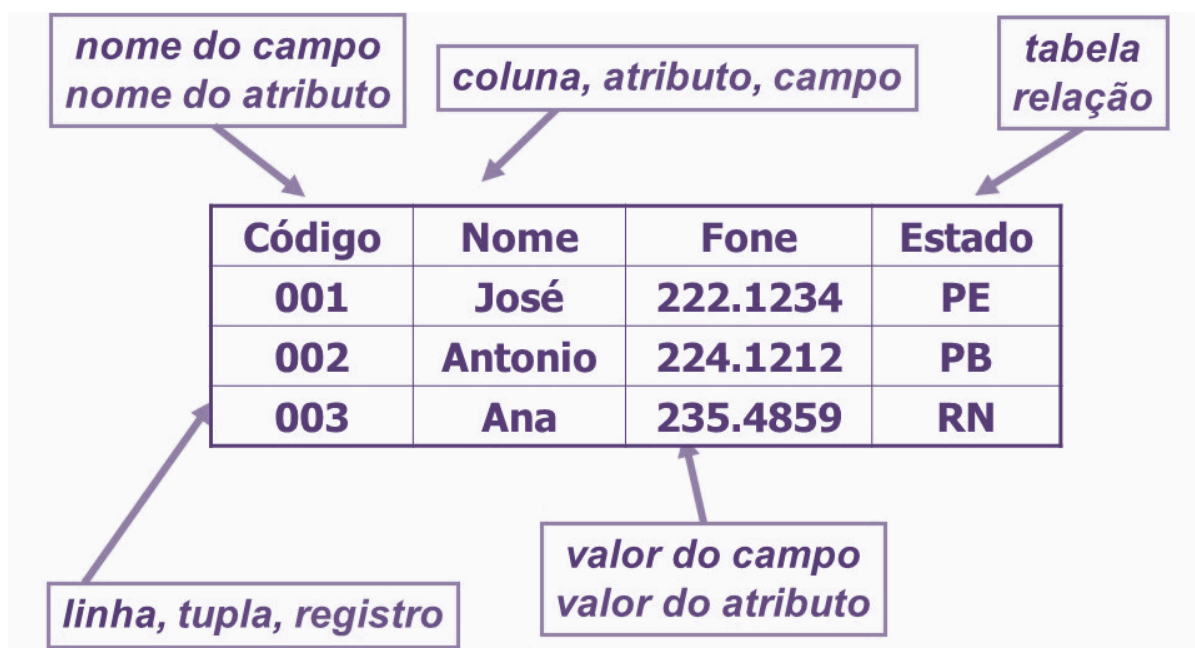 nome do campo
nome do atributo
coluna, atributo, campo
tabela
relação
Código Nome Fone Estado
001 José 222.1234 PE
002 Antonio 224.1212 PB
003 Ana 235.4859 RN
valor do campo
valor do atributo
linha, tupla, registro